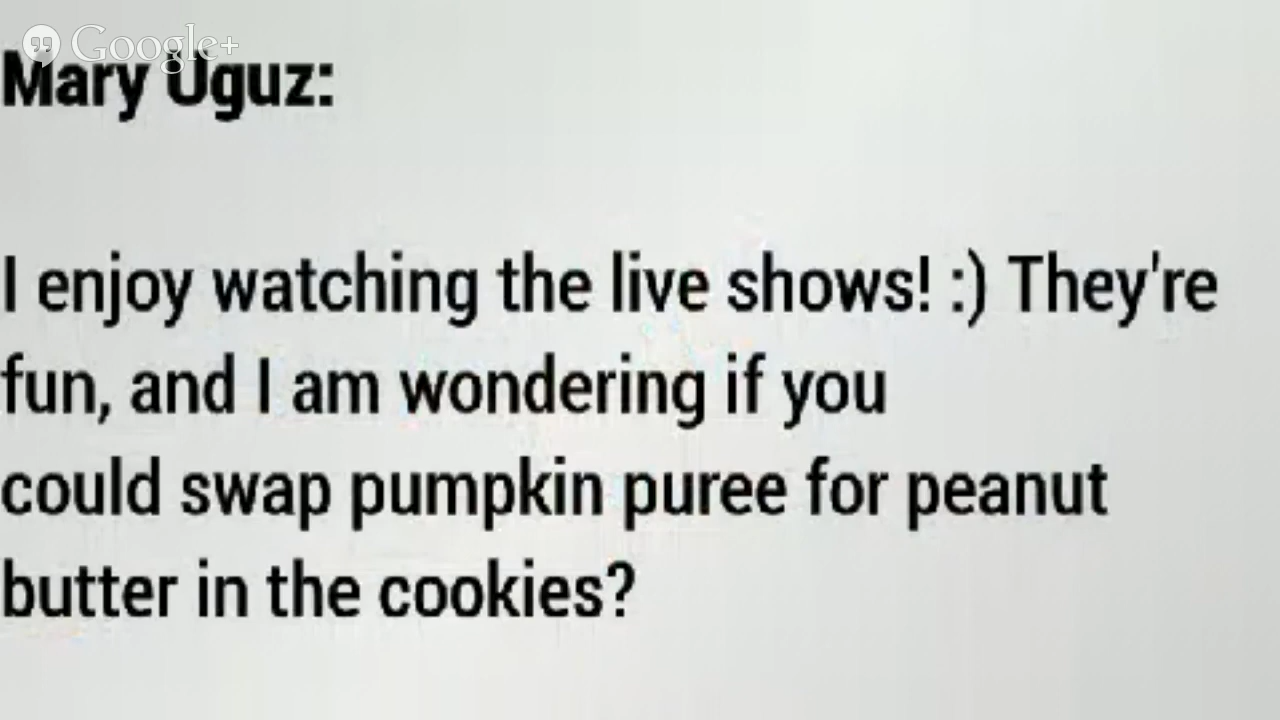 Google+
Mary Uguz:
I enjoy watching the live shows! :) They're
fun, and I am wondering if you
could swap pumpkin puree for peanut
butter in the cookies?